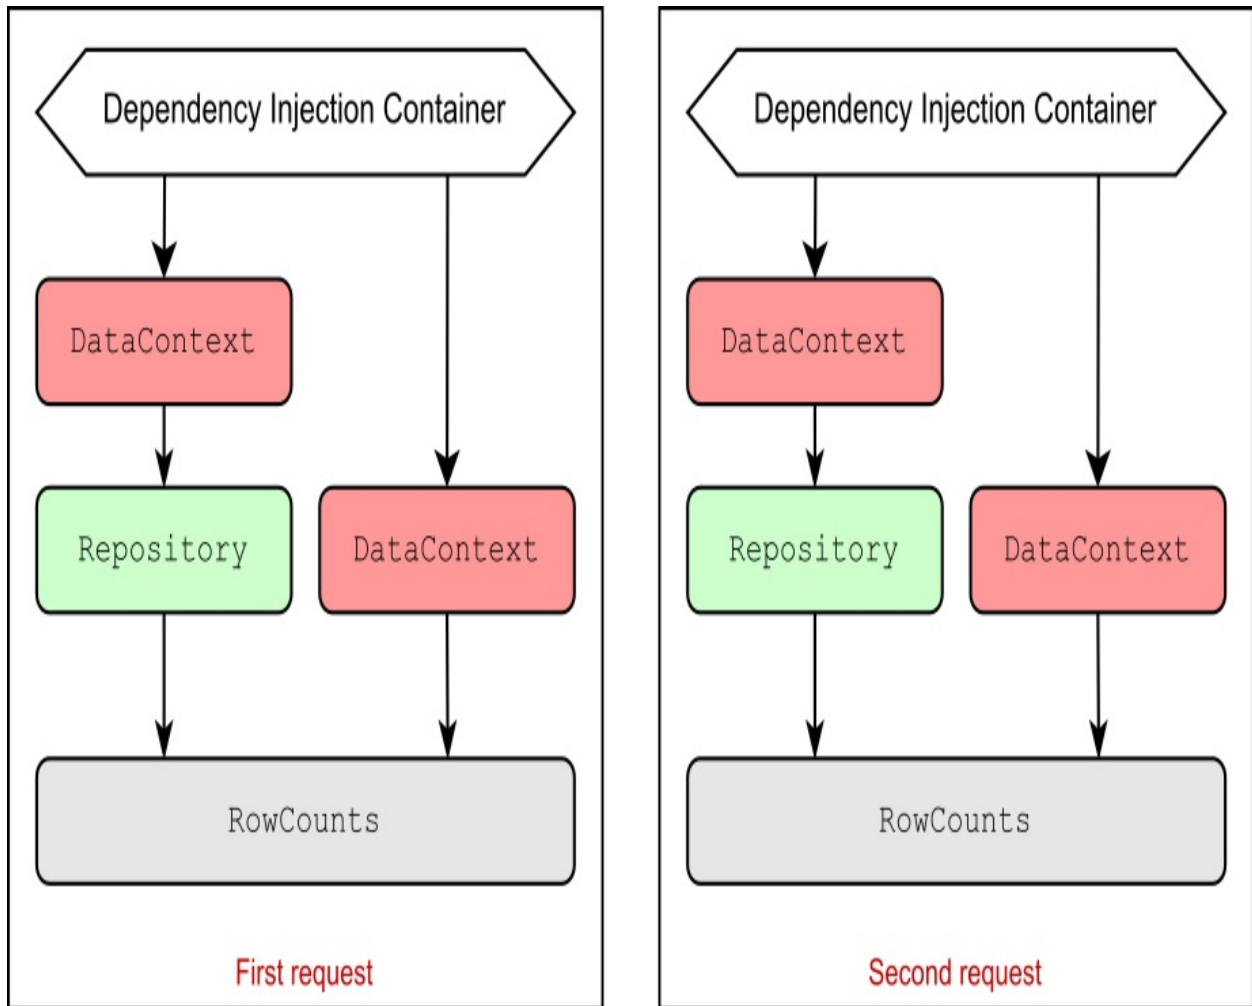 Dependency Injection Container
DataContext
Repository
DataContext
RowCounts
First request
Dependency Injection Container
DataContext
Repository
DataContext
RowCounts
Second request